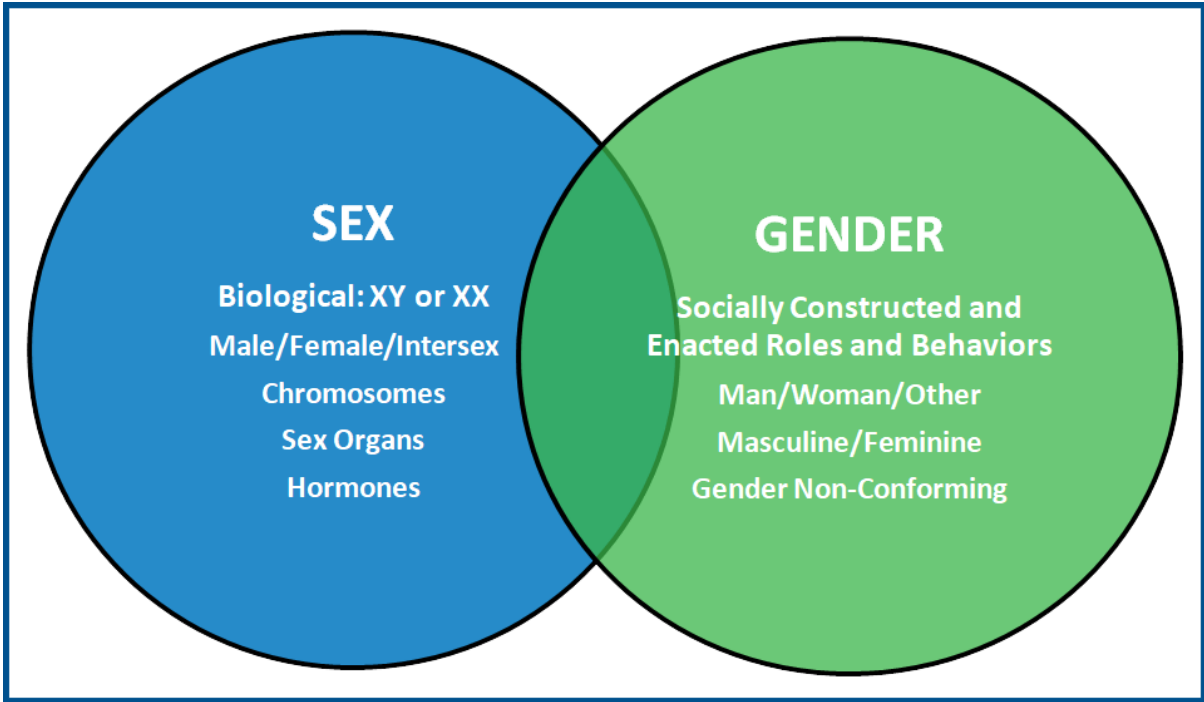 SEX
Biological: XY or XX
Male/Female/Intersex
Chromosomes
Sex Organs
Hormones
GENDER
Socially Constructed and
Enacted Roles and Behaviors
Man/Woman/Other
Masculine/Feminine
Gender Non-Conforming